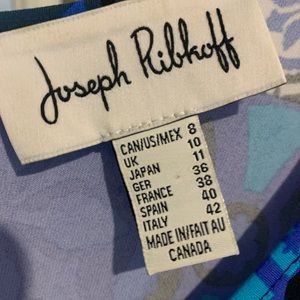 Joseph Ribkoff
CAN/US/MEX 8
UK 10
JAPAN 11
GER 36
FRANCE 38
SPAIN 40
ITALY 42
MADE IN/FAIT AU
CANADA